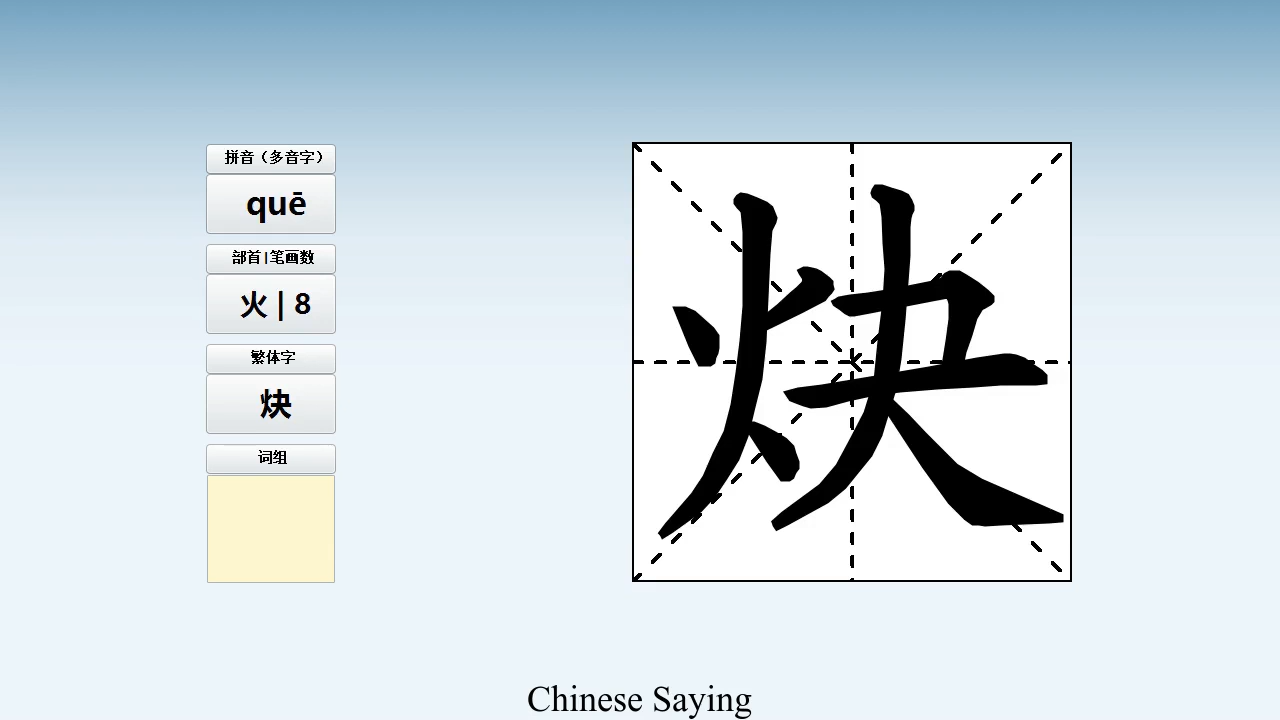 拼音（多音字）
quē
部首|笔画数
火 | 8
繁体字
炔
词组
炔
Chinese Saying